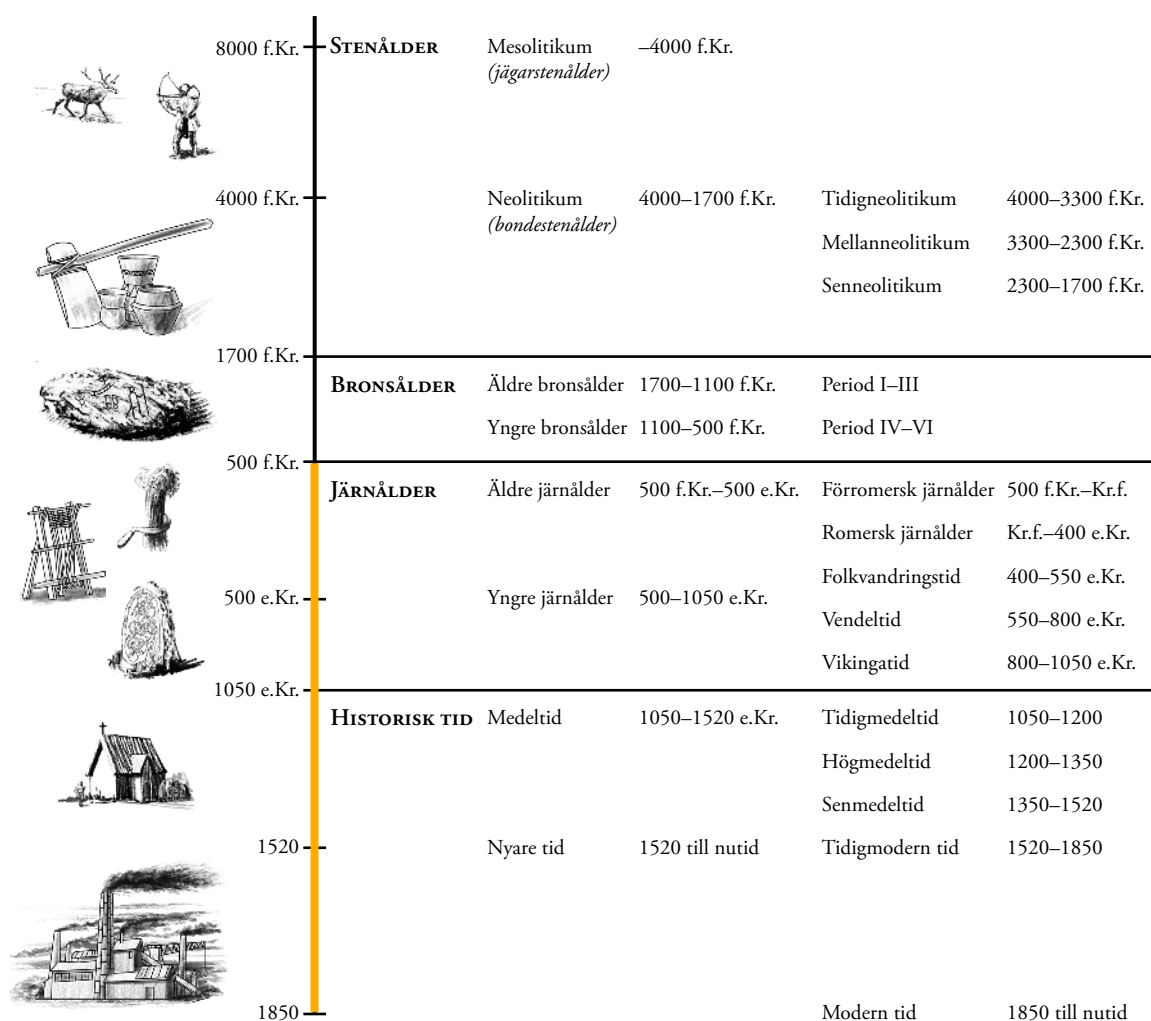 8000 f.Kr. STENÅLDER Mesolitikum –4000 f.Kr.
(jägarstenålder)
4000 f.Kr. Neolitikum 4000–1700 f.Kr. Tidigneolitikum 4000–3300 f.Kr.
(bondestenålder)
Mellanneolitikum 3300–2300 f.Kr.
Senneolitikum 2300–1700 f.Kr.
1700 f.Kr.
BRONSÅLDER Äldre bronsålder 1700–1100 f.Kr. Period I–III
Yngre bronsålder 1100–500 f.Kr. Period IV–VI
500 f.Kr.
JÄRNÅLDER Äldre järnålder 500 f.Kr.–500 e.Kr. Förromersk järnålder 500 f.Kr.–Kr.f.
Romersk järnålder Kr.f.–400 e.Kr.
Folkvandringstid 400–550 e.Kr.
500 e.Kr. Yngre järnålder 500–1050 e.Kr.
Vendeltid 550–800 e.Kr.
Vikingatid 800–1050 e.Kr.
1050 e.Kr.
HISTORISK TID Medeltid 1050–1520 e.Kr. Tidigmedeltid 1050–1200
Högmedeltid 1200–1350
Senmedeltid 1350–1520
1520 Nyare tid 1520 till nutid Tidigmodern tid 1520–1850
1850 Modern tid 1850 till nutid